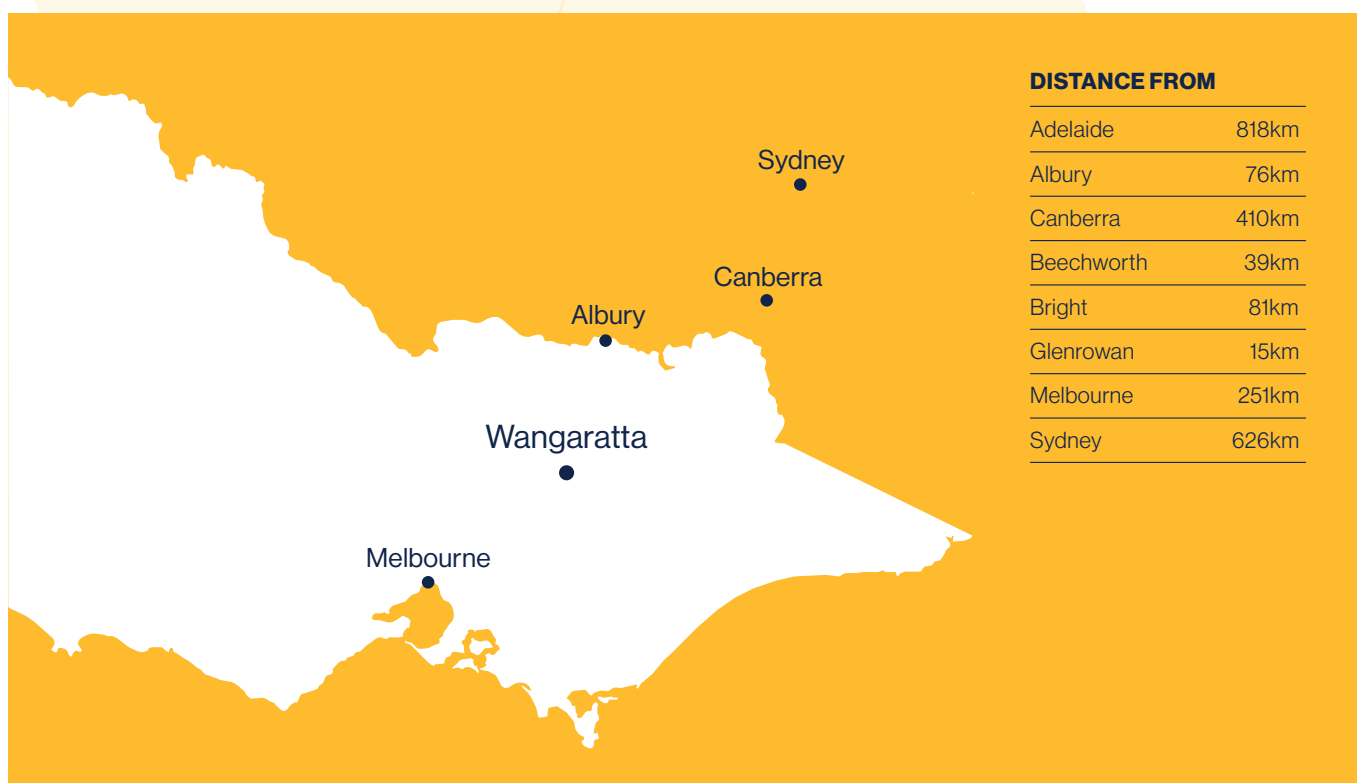 DISTANCE FROM
Adelaide 818km
Albury 76km
Canberra 410km
Beechworth 39km
Bright 81km
Glenrowan 15km
Melbourne 251km
Sydney 626km
Sydney
Canberra
Albury
Wangaratta
Melbourne